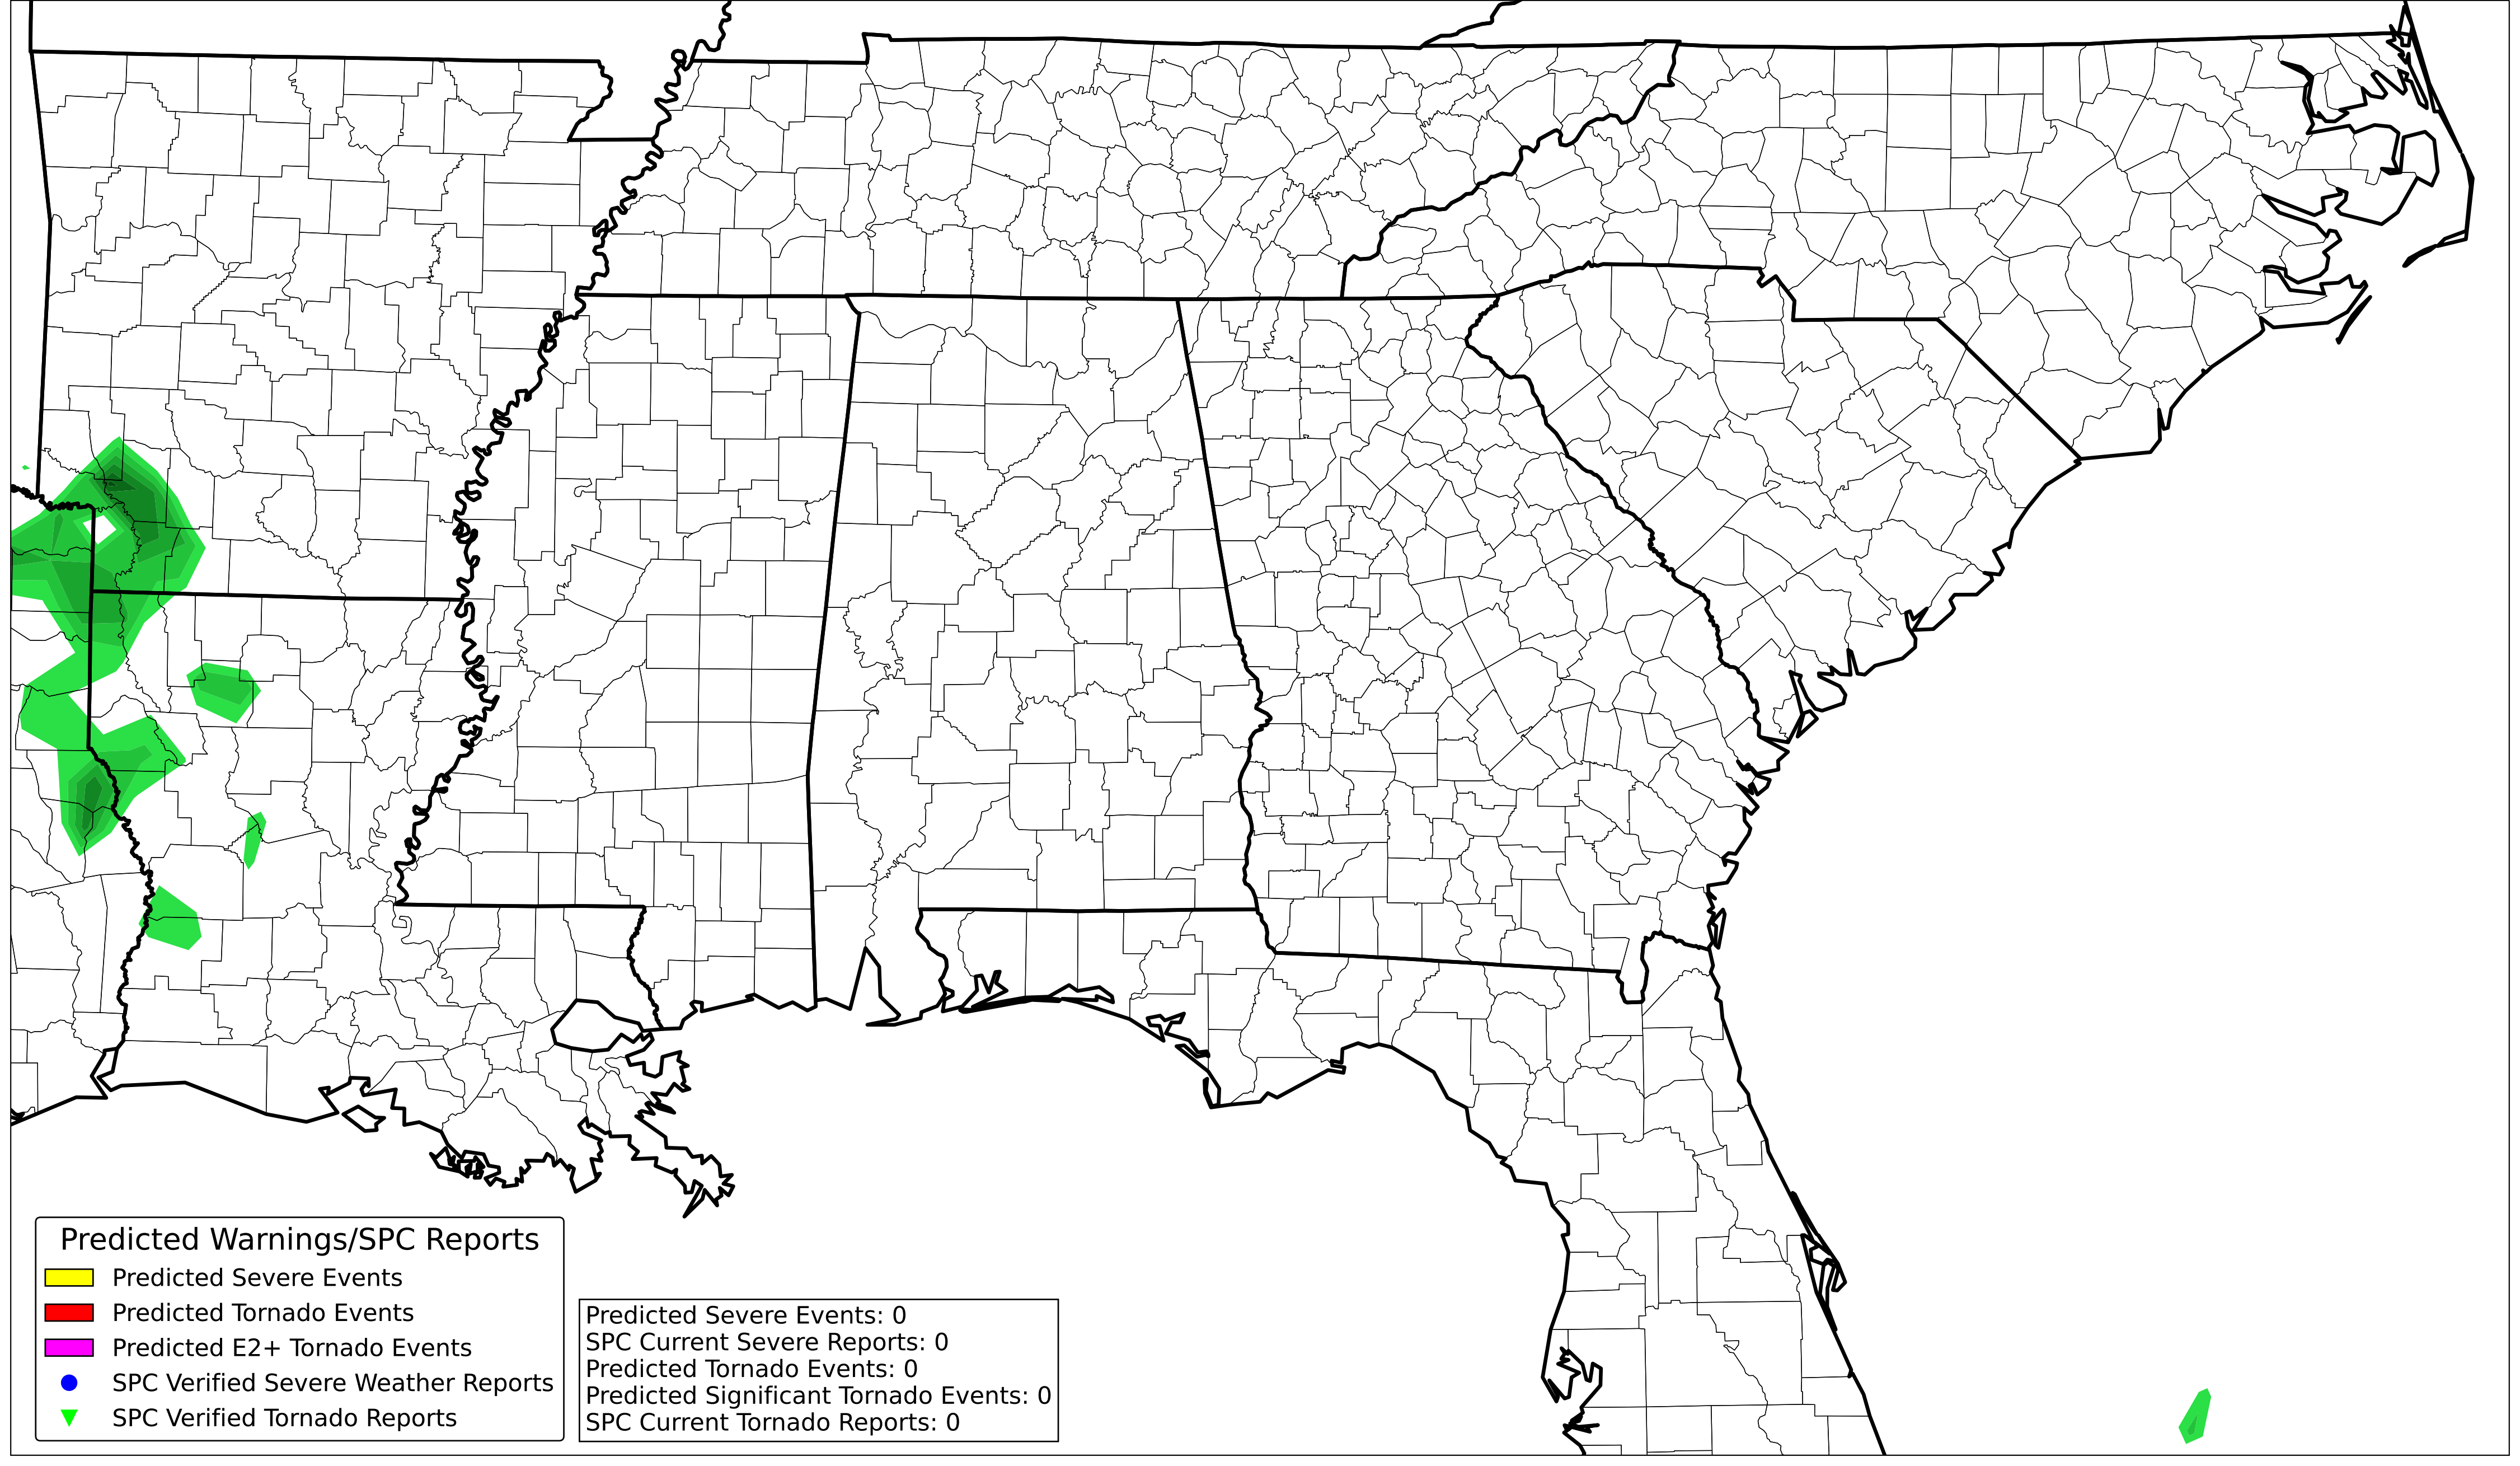 Predicted Warnings/SPC Reports
Predicted Severe Events
Predicted Tornado Events
Predicted E2+ Tornado Events
SPC Verified Severe Weather Reports
SPC Verified Tornado Reports
Predicted Severe Events: 0
SPC Current Severe Reports: 0
Predicted Tornado Events: 0
Predicted Significant Tornado Events: 0
SPC Current Tornado Reports: 0